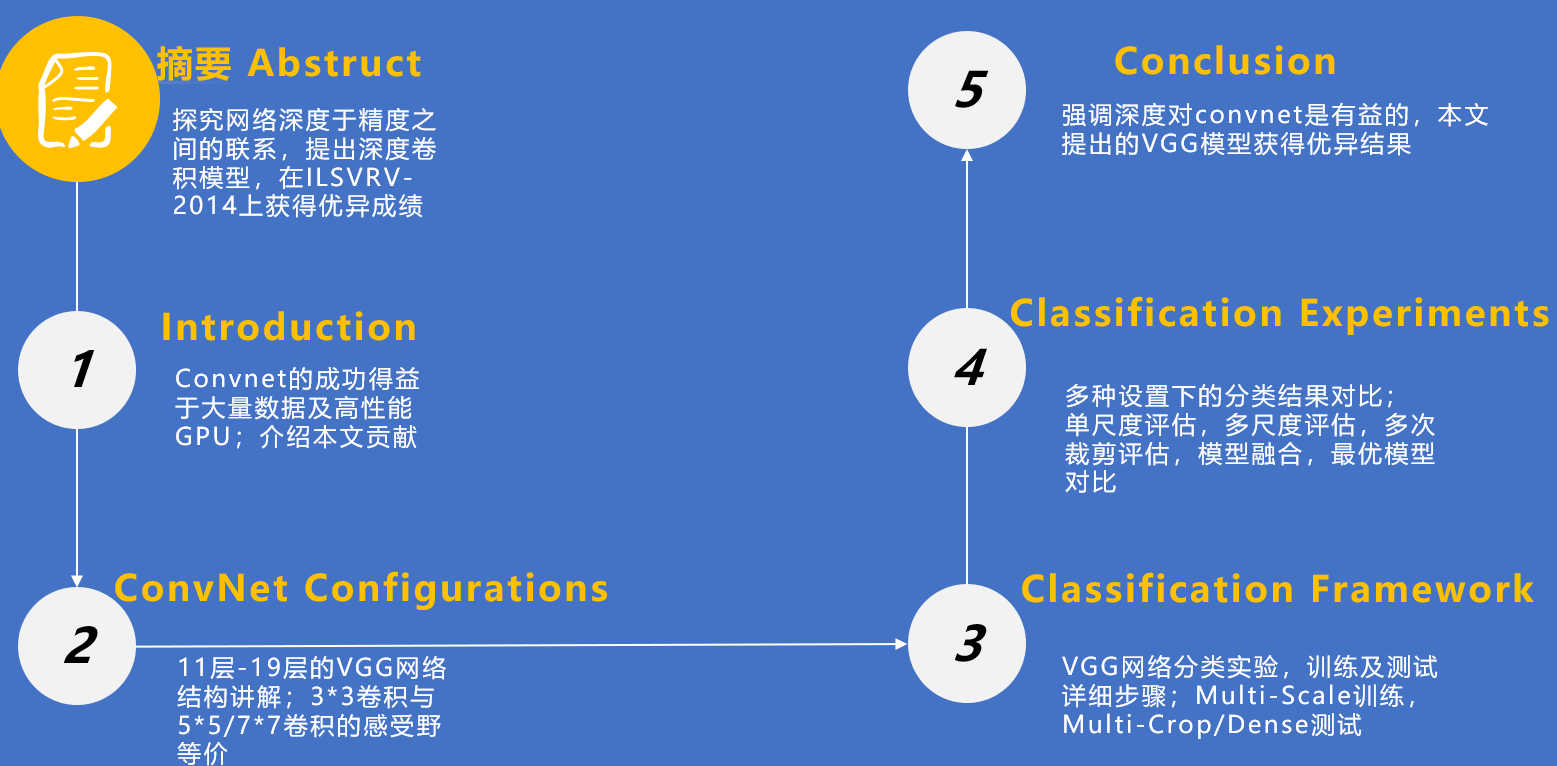 摘要 Abstruct
探究网络深度于精度之
间的联系，提出深度卷
积模型，在ILSVRV-
2014上获得优异成绩
1
Introduction
Convnet的成功得益
于大量数据及高性能
GPU；介绍本文贡献
2
ConvNet Configurations
11层-19层的VGG网络
结构讲解；3*3卷积与
5*5/7*7卷积的感受野
等价
3
Classification Framework
VGG网络分类实验，训练及测试
详细步骤；Multi-Scale训练，
Multi-Crop/Dense测试
4
Classification Experiments
多种设置下的分类结果对比；
单尺度评估，多尺度评估，多次
裁剪评估，模型融合，最优模型
对比
5
Conclusion
强调深度对convnet是有益的，本文
提出的VGG模型获得优异结果